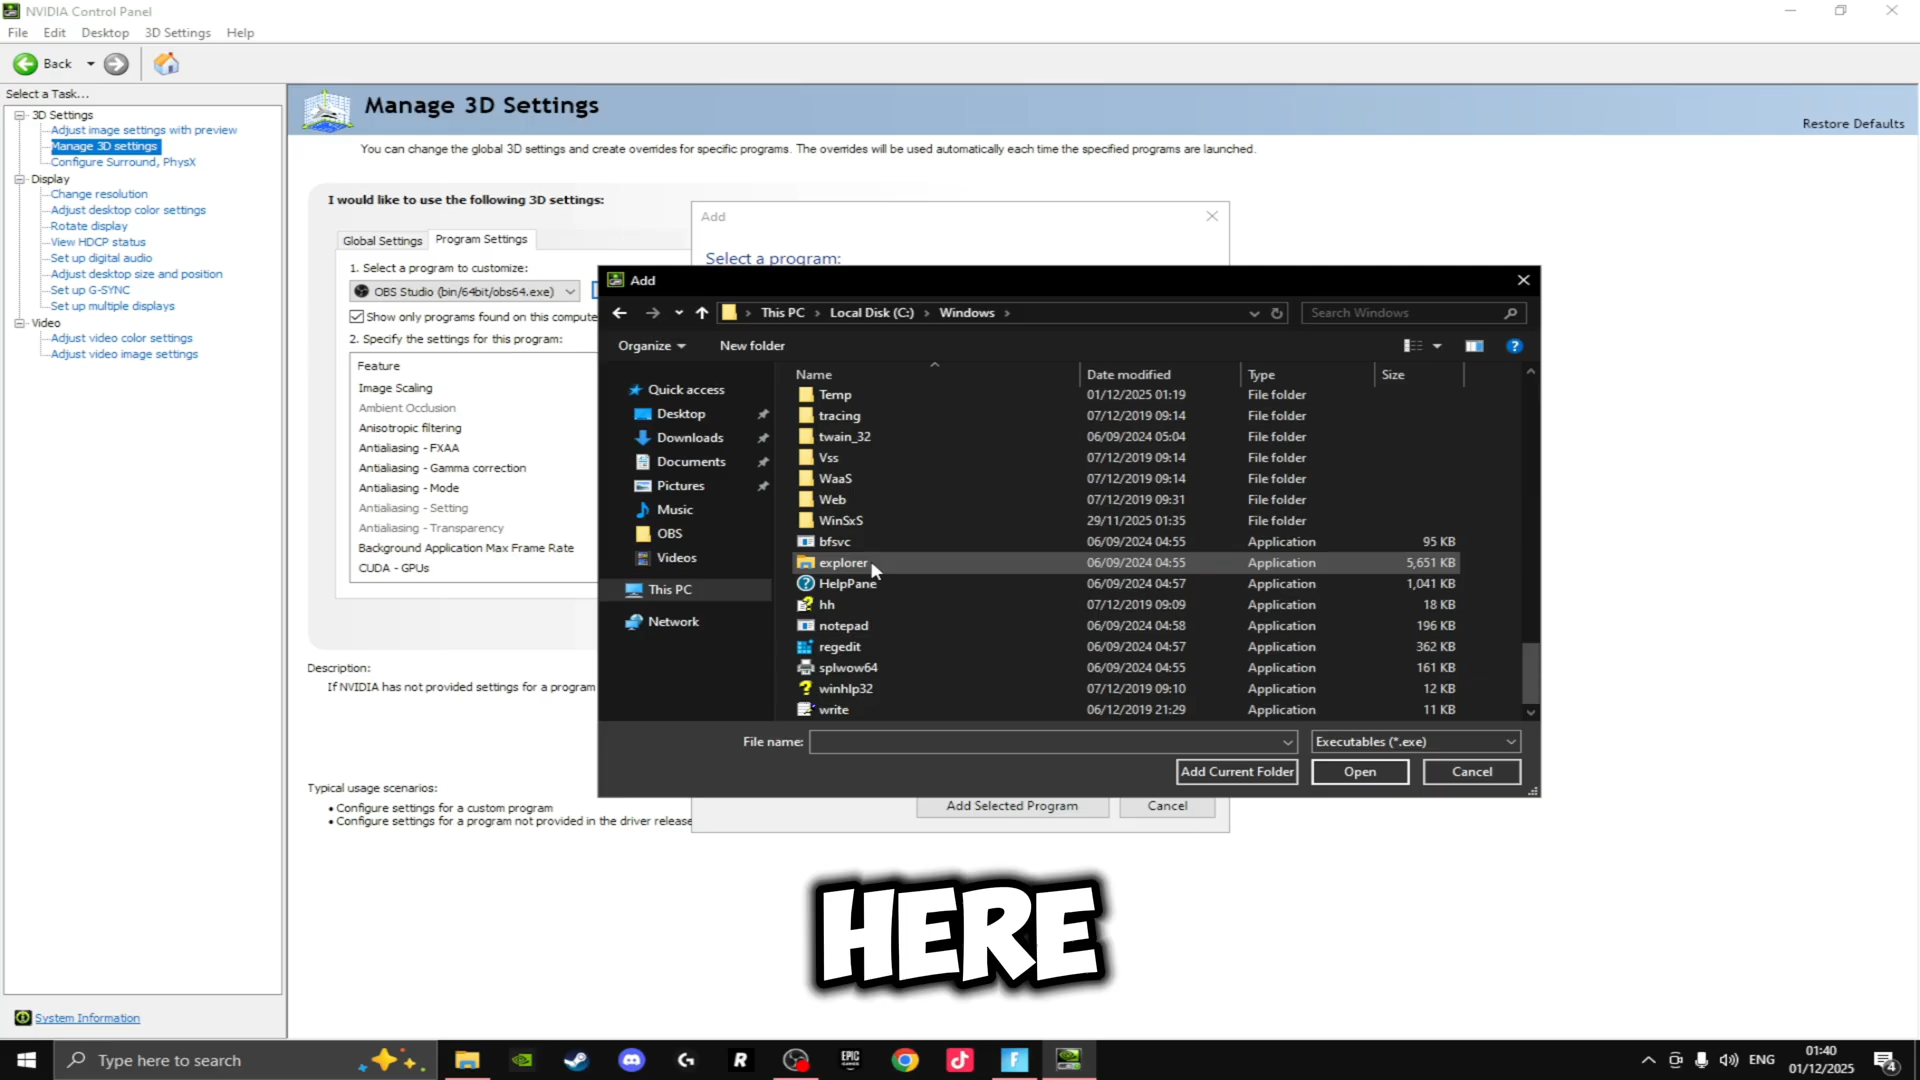 NVIDIA Control Panel
File Edit Desktop 3D Settings Help
Back
Select a Task...
3D Settings
Adjust image settings with preview
Manage 3D settings
Configure Surround, PhysX
Display
Change resolution
Adjust desktop color settings
Rotate display
View HDCP status
Set up digital audio
Adjust desktop size and position
Set up G-SYNC
Set up multiple displays
Video
Adjust video color settings
Adjust video image settings
System Information
Manage 3D Settings
Restore Defaults
You can change the global 3D settings and create overrides for specific programs. The overrides will be used automatically each time the specified programs are launched.
I would like to use the following 3D settings:
Global Settings Program Settings
1. Select a program to customize:
OBS Studio (bin/64bit/obs64.exe)
Show only programs found on this compute
2. Specify the settings for this program:
Feature
Image Scaling
Ambient Occlusion
Anisotropic filtering
Antialiasing - FXAA
Antialiasing - Gamma correction
Antialiasing - Mode
Antialiasing - Setting
Antialiasing - Transparency
Background Application Max Frame Rate
CUDA - GPUs
Description:
If NVIDIA has not provided settings for a program
Typical usage scenarios:
• Configure settings for a custom program
• Configure settings for a program not provided in the driver release
Add
Select a program:
Add
This PC > Local Disk (C:) > Windows >
Search Windows
Organize New folder
Quick access
Desktop
Downloads
Documents
Pictures
Music
OBS
Videos
This PC
Network
Name Date modified Type Size
Temp 01/12/2025 01:19 File folder
tracing 07/12/2019 09:14 File folder
twain_32 06/09/2024 05:04 File folder
Vss 07/12/2019 09:14 File folder
WaaS 07/12/2019 09:14 File folder
Web 07/12/2019 09:31 File folder
WinSxS 29/11/2025 01:35 File folder
bfsvc 06/09/2024 04:55 Application 95 KB
explorer 06/09/2024 04:55 Application 5,651 KB
HelpPane 06/09/2024 04:57 Application 1,041 KB
hh 07/12/2019 09:09 Application 18 KB
notepad 06/09/2024 04:58 Application 196 KB
regedit 06/09/2024 04:57 Application 362 KB
splwow64 06/09/2024 04:55 Application 161 KB
winhlp32 07/12/2019 09:10 Application 12 KB
write 06/12/2019 21:29 Application 11 KB
File name: Executables (*.exe)
Add Current Folder Open Cancel
Add Selected Program Cancel
HERE
Type here to search
EPIC GAMES
ENG
01:40
01/12/2025
4